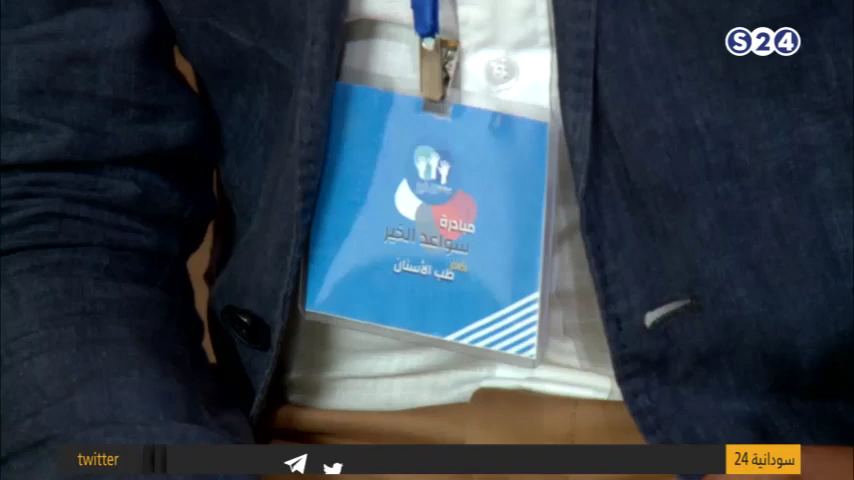 S24
مبادرة
سواعد الخير
طب الأسنان
twitter
سودانية 24